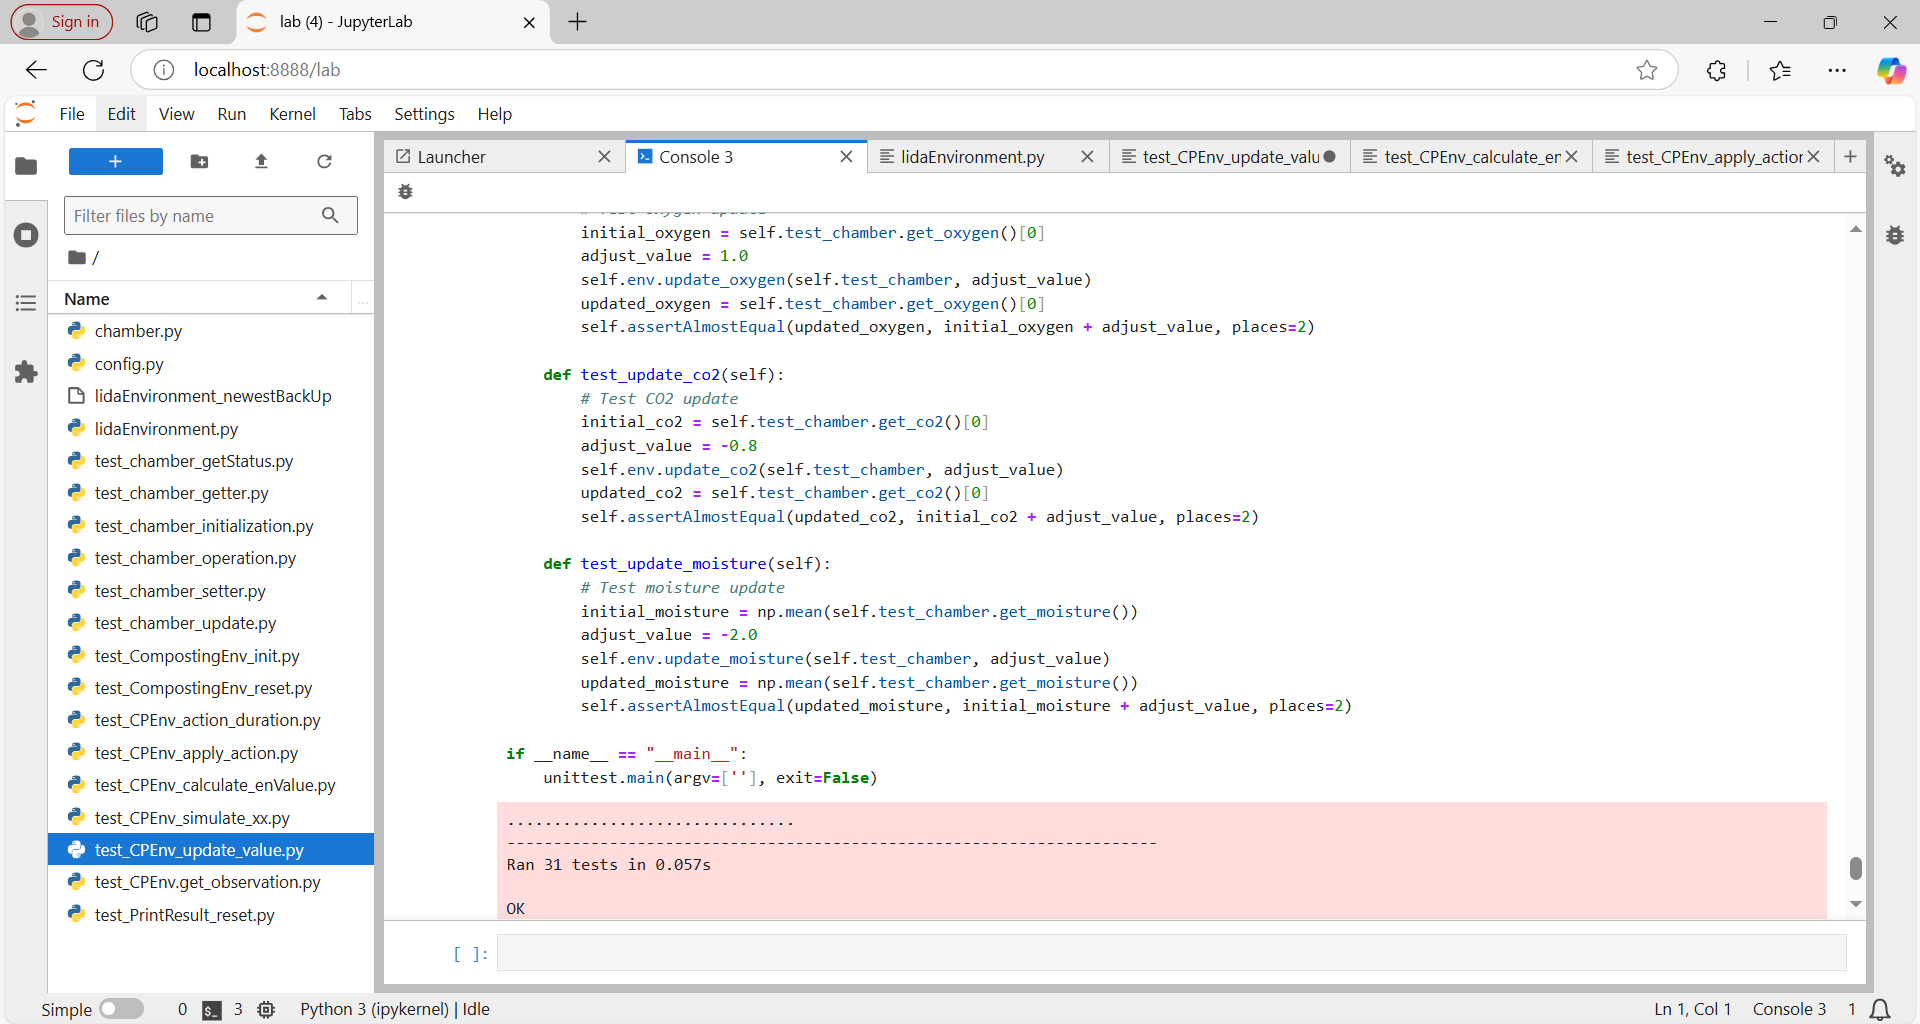 Sign in
lab (4) - JupyterLab
localhost:8888/lab
File Edit View Run Kernel Tabs Settings Help
Launcher
Console 3
lidaEnvironment.py
test_CPEnv_update_valu
test_CPEnv_calculate_er
test_CPEnv_apply_action
Filter files by name
/
Name
...
chamber.py
config.py
lidaEnvironment_newestBackUp
lidaEnvironment.py
test_chamber_getStatus.py
test_chamber_getter.py
test_chamber_initialization.py
test_chamber_operation.py
test_chamber_setter.py
test_chamber_update.py
test_CompostingEnv_init.py
test_CompostingEnv_reset.py
test_CPEnv_action_duration.py
test_CPEnv_apply_action.py
test_CPEnv_calculate_enValue.py
test_CPEnv_simulate_xx.py
test_CPEnv_update_value.py
test_CPEnv.get_observation.py
test_PrintResult_reset.py
# Test oxygen update
initial_oxygen = self.test_chamber.get_oxygen()[0]
adjust_value = 1.0
self.env.update_oxygen(self.test_chamber, adjust_value)
updated_oxygen = self.test_chamber.get_oxygen()[0]
self.assertAlmostEqual(updated_oxygen, initial_oxygen + adjust_value, places=2)
def test_update_co2(self):
# Test CO2 update
initial_co2 = self.test_chamber.get_co2()[0]
adjust_value = -0.8
self.env.update_co2(self.test_chamber, adjust_value)
updated_co2 = self.test_chamber.get_co2()[0]
self.assertAlmostEqual(updated_co2, initial_co2 + adjust_value, places=2)
def test_update_moisture(self):
# Test moisture update
initial_moisture = np.mean(self.test_chamber.get_moisture())
adjust_value = -2.0
self.env.update_moisture(self.test_chamber, adjust_value)
updated_moisture = np.mean(self.test_chamber.get_moisture())
self.assertAlmostEqual(updated_moisture, initial_moisture + adjust_value, places=2)
if __name__ == "__main__":
unittest.main(argv=[''], exit=False)
...............................
----------------------------------------------------------------------
Ran 31 tests in 0.057s
OK
[ ]:
Simple 0 $_ 3 Python 3 (ipykernel) | Idle Ln 1, Col 1 Console 3 1